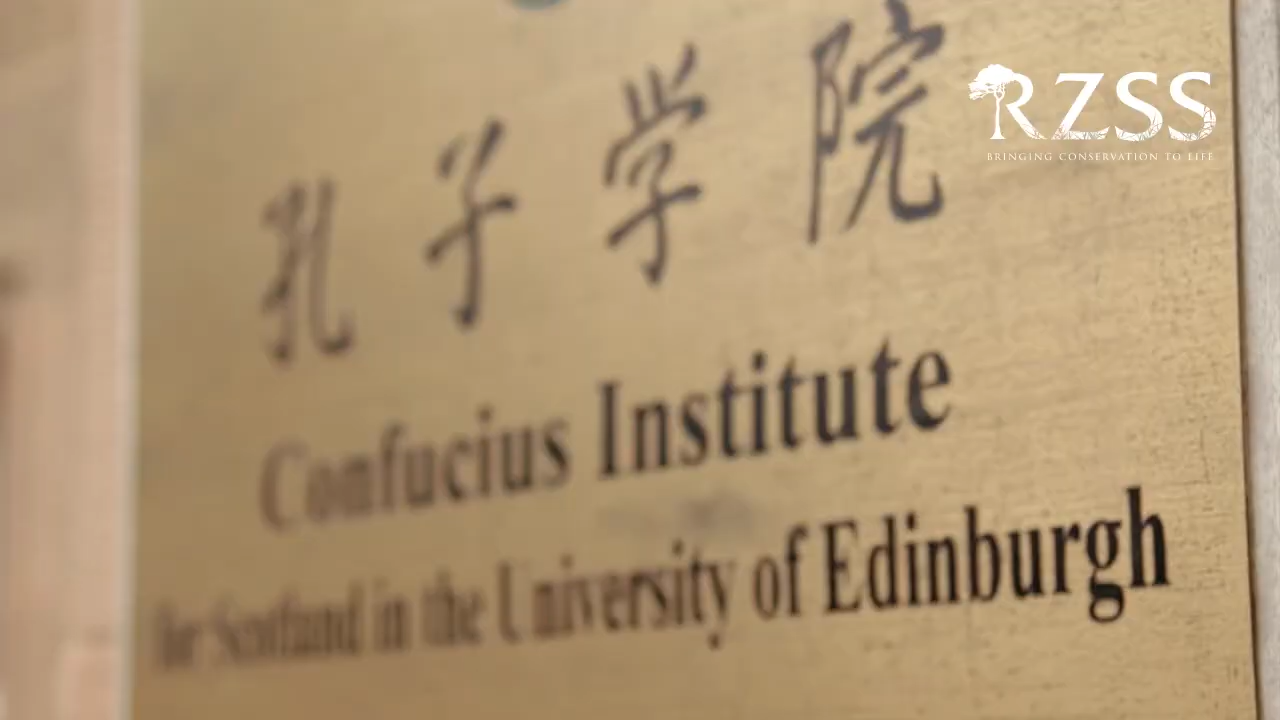 孔子学院
RZSS
BRINGING CONSERVATION TO LIFE
Confucius Institute
for Scotland in the University of Edinburgh